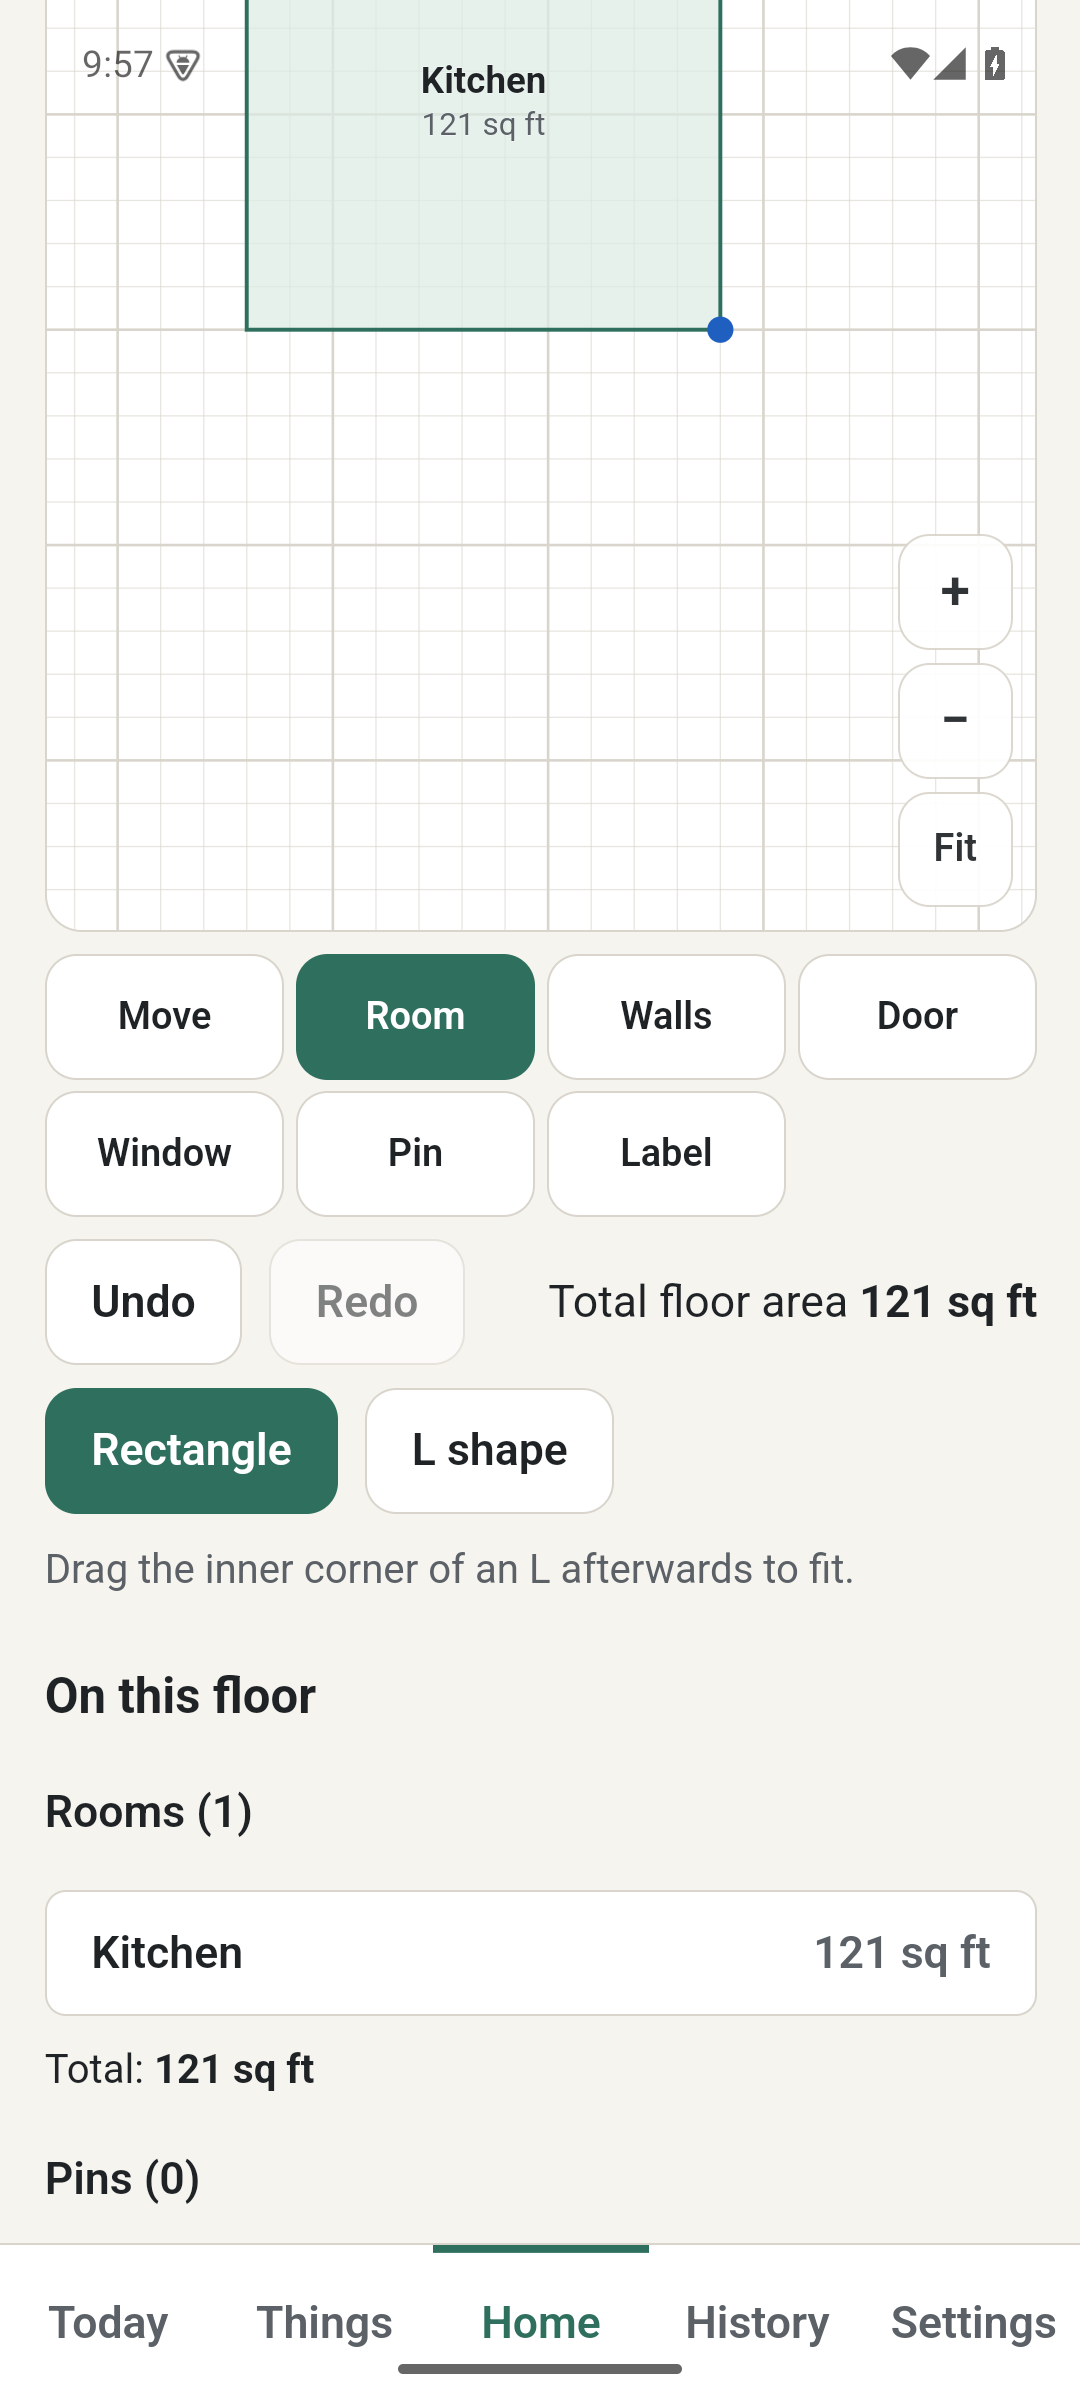 9:57
Kitchen
121 sq ft
+
−
Fit
Move Room Walls Door
Window Pin Label
Undo Redo Total floor area 121 sq ft
Rectangle L shape
Drag the inner corner of an L afterwards to fit.
On this floor
Rooms (1)
Kitchen 121 sq ft
Total: 121 sq ft
Pins (0)
Today Things Home History Settings